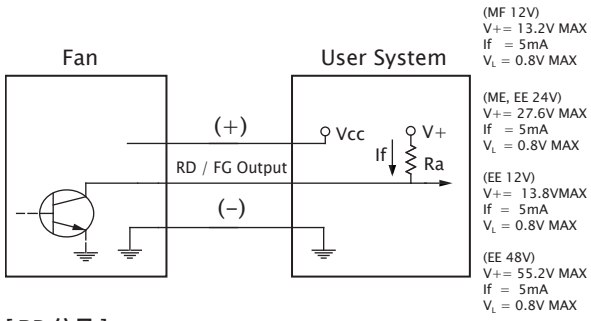 Fan
User System
(+)
Vcc
V+
If
Ra
RD / FG Output
(−)
(MF 12V)
V+= 13.2V MAX
If = 5mA
VL = 0.8V MAX
(ME, EE 24V)
V+= 27.6V MAX
If = 5mA
VL = 0.8V MAX
(EE 12V)
V+= 13.8VMAX
If = 5mA
VL = 0.8V MAX
(EE 48V)
V+= 55.2V MAX
If = 5mA
VL = 0.8V MAX